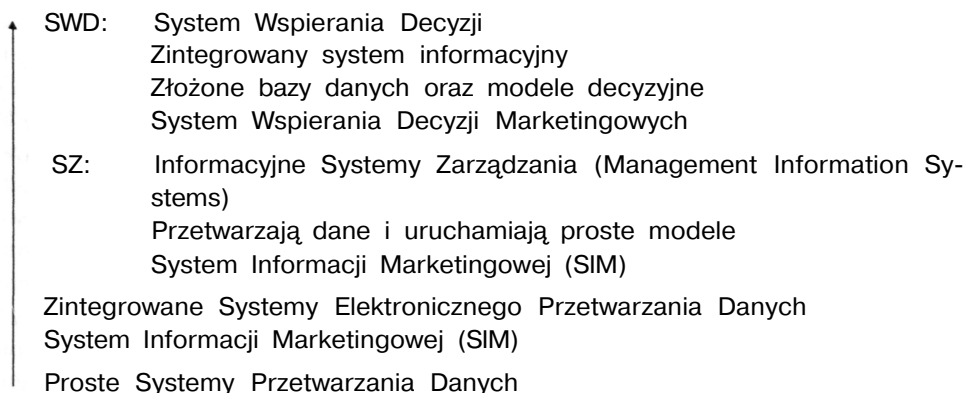 SWD: System Wspierania Decyzji
Zintegrowany system informacyjny
Złożone bazy danych oraz modele decyzyjne
System Wspierania Decyzji Marketingowych
SZ: Informacyjne Systemy Zarządzania (Management Information Sy-
stems)
Przetwarzają dane i uruchamiają proste modele
System Informacji Marketingowej (SIM)
Zintegrowane Systemy Elektronicznego Przetwarzania Danych
System Informacji Marketingowej (SIM)
Proste Systemy Przetwarzania Danych